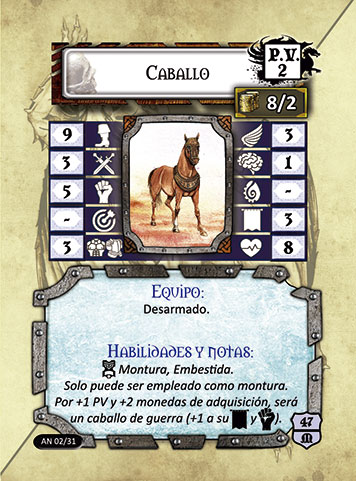 CABALLO
P.V.
2
8/2
9
3
3
1
5
-
-
-
3
8
EQUIPO:
Desarmado.
HABILIDADES Y NOTAS:
Montura, Embestida.
Solo puede ser empleado como montura.
Por +1 PV y +2 monedas de adquisición, será
un caballo de guerra (+1 a su y ).
47
M
AN 02/31